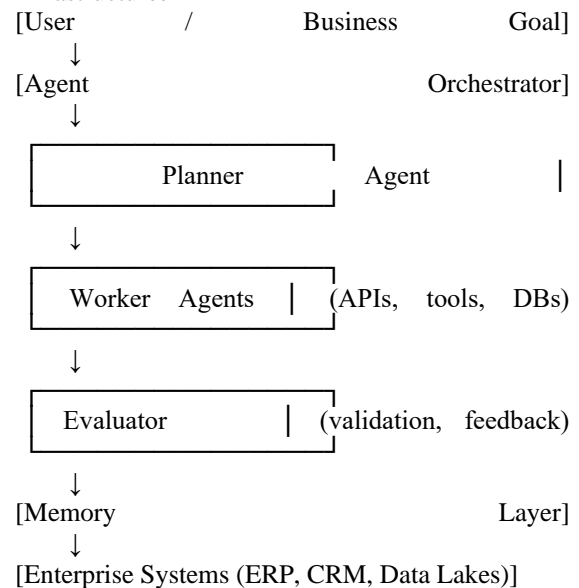 [User / Business Goal]
↓
[Agent Orchestrator]
↓
Planner Agent │
↓
Worker Agents │ (APIs, tools, DBs)
↓
Evaluator │ (validation, feedback)
↓
[Memory Layer]
↓
[Enterprise Systems (ERP, CRM, Data Lakes)]